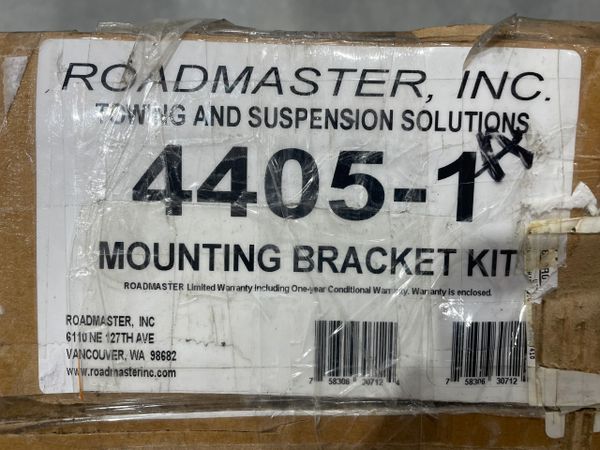 ROADMASTER, INC.
TOWING AND SUSPENSION SOLUTIONS
4405-1
MOUNTING BRACKET KIT
ROADMASTER Limited Warranty including One-year Conditional Warranty. Warranty is enclosed.
ROADMASTER, INC
6110 NE 127TH AVE
VANCOUVER, WA 98682
www.roadmasterinc.com
7 58306 30712 4
7 58306 30712